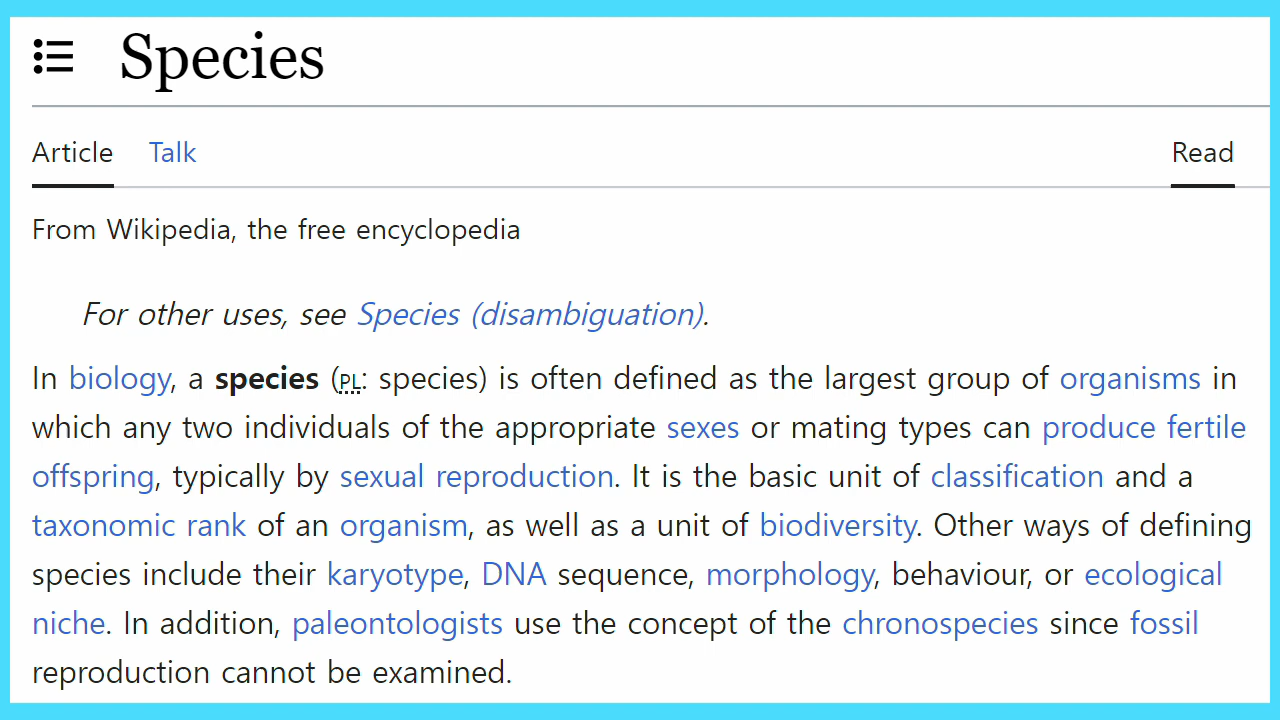 Species
Article Talk Read
From Wikipedia, the free encyclopedia
For other uses, see Species (disambiguation).
In biology, a species (PL: species) is often defined as the largest group of organisms in
which any two individuals of the appropriate sexes or mating types can produce fertile
offspring, typically by sexual reproduction. It is the basic unit of classification and a
taxonomic rank of an organism, as well as a unit of biodiversity. Other ways of defining
species include their karyotype, DNA sequence, morphology, behaviour, or ecological
niche. In addition, paleontologists use the concept of the chronospecies since fossil
reproduction cannot be examined.